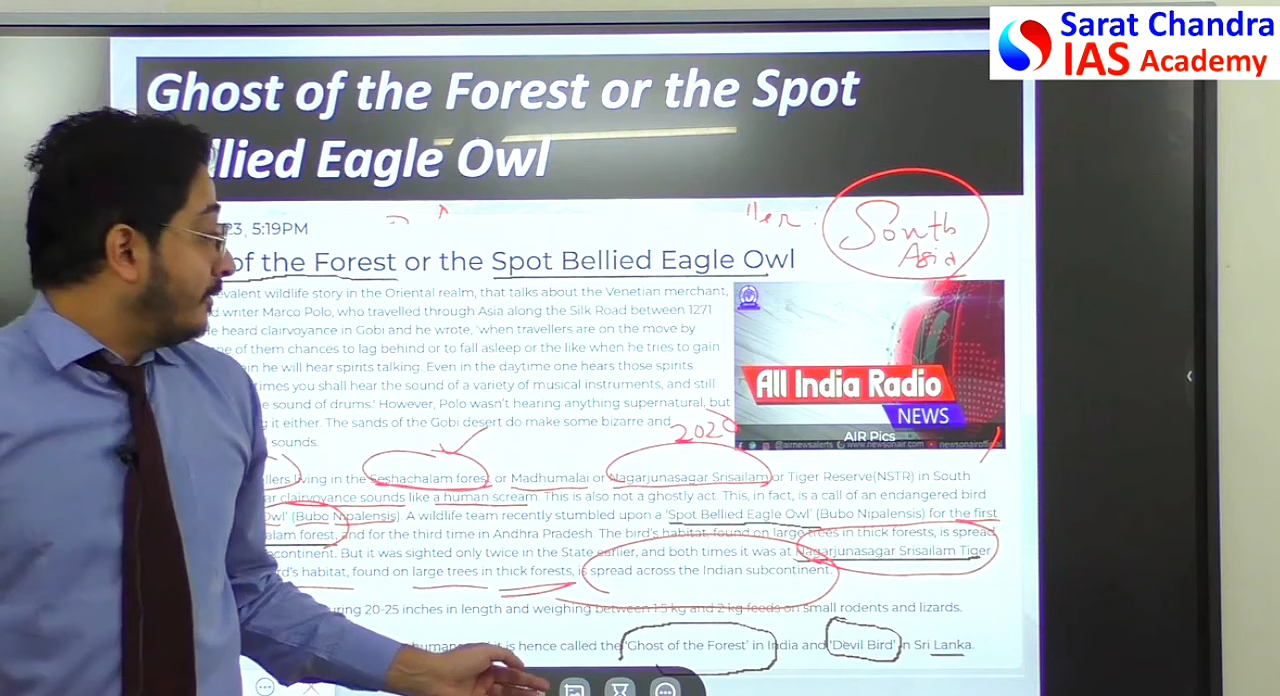 Sarat Chandra
IAS Academy
Ghost of the Forest or the Spot
llied Eagle Owl
23, 5:19PM
South
Asia
of the Forest or the Spot Bellied Eagle Owl
evalent wildlife story in the Oriental realm, that talks about the Venetian merchant,
d writer Marco Polo, who travelled through Asia along the Silk Road between 1271
He heard clairvoyance in Gobi and he wrote, 'when travellers are on the move by
ne of them chances to lag behind or to fall asleep or the like when he tries to gain
in he will hear spirits talking. Even in the daytime one hears those spirits
times you shall hear the sound of a variety of musical instruments, and still
e sound of drums.' However, Polo wasn't hearing anything supernatural, but
g it either. The sands of the Gobi desert do make some bizarre and
sounds.
All India Radio
NEWS
AIR Pics
@airnewsalerts www.newsonair.com newsonairofficial
2020
llers living in the Seshachalam forest or Madhumalai or Nagarjunasagar Srisailam or Tiger Reserve(NSTR) in South
ar clairvoyance sounds like a human scream. This is also not a ghostly act. This, in fact, is a call of an endangered bird
Owl' (Bubo Nipalensis). A wildlife team recently stumbled upon a 'Spot Bellied Eagle Owl' (Bubo Nipalensis) for the first
alam forest, and for the third time in Andhra Pradesh. The bird's habitat, found on large trees in thick forests, is spread
continent. But it was sighted only twice in the State earlier, and both times it was at Nagarjunasagar Srisailam Tiger
rd's habitat, found on large trees in thick forests, is spread across the Indian subcontinent.
uring 20-25 inches in length and weighing between 1.5 kg and 2 kg feeds on small rodents and lizards.
human is hence called the 'Ghost of the Forest' in India and 'Devil Bird' in Sri Lanka.